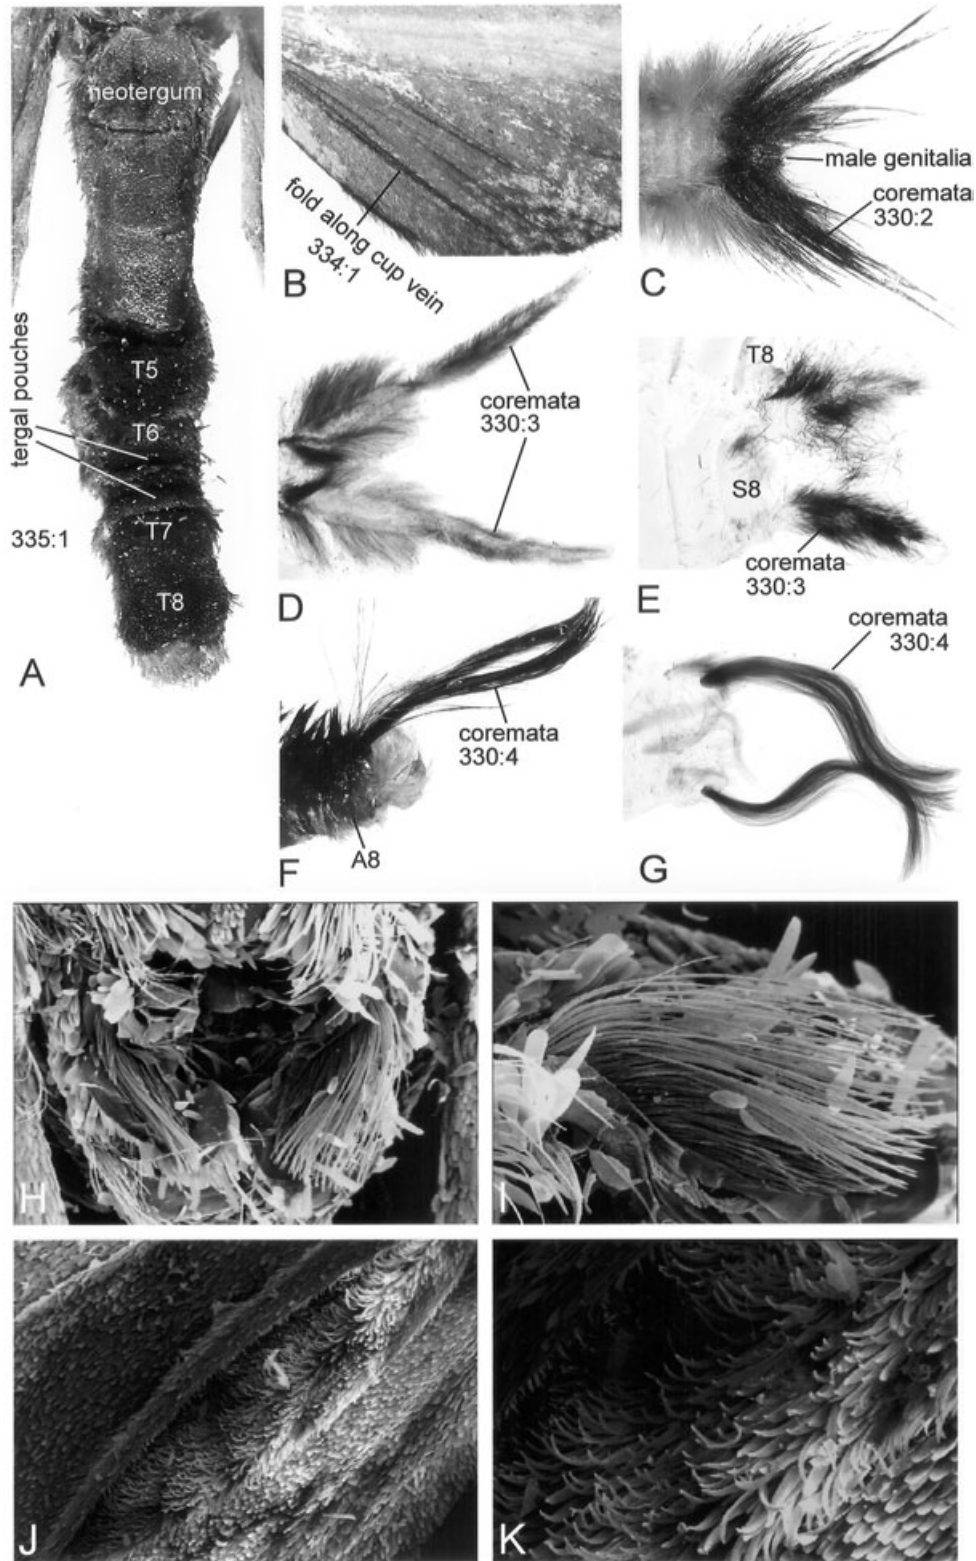 neotergum
T5
T6
tergal pouches
T7
335:1
T8
A
fold along cup vein
334:1
B
male genitalia
coremata
330:2
C
coremata
330:3
D
T8
S8
coremata
330:3
E
coremata
330:4
A8
F
coremata
330:4
G
H
I
J
K